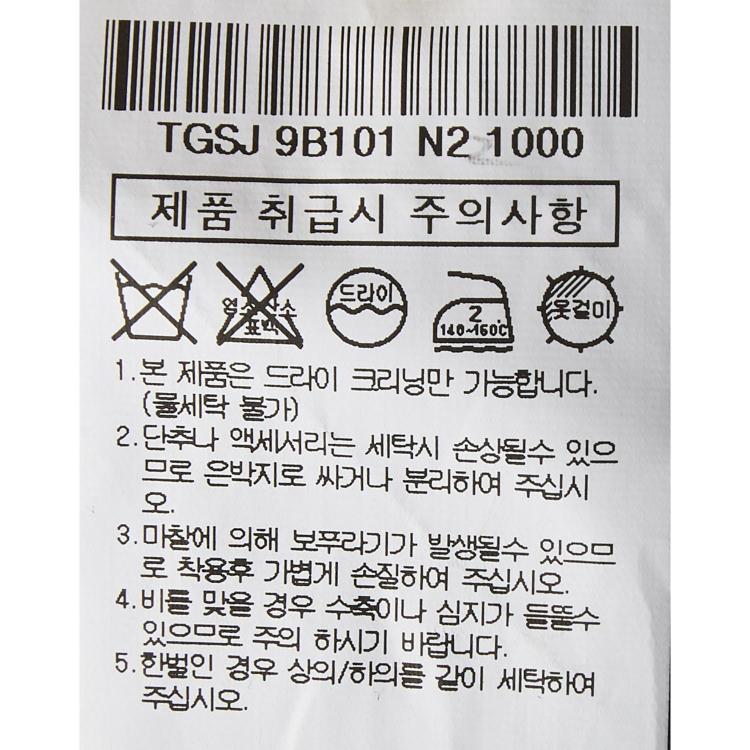 TGSJ 9B101 N2 1000
제품 취급시 주의사항
염소산소
표백
드라이
2.
140~160℃
옷걸이
1.본 제품은 드라이 크리닝만 가능합니다.
(물세탁 불가)
2.단추나 액세서리는 세탁시 손상될수 있으
므로 은박지로 싸거나 분리하여 주십시
오.
3.마찰에 의해 보푸라기가 발생될수 있으므
로 착용후 가볍게 손질하여 주십시오.
4.비를 맞을 경우 수축이나 심지가 들뜰수
있으므로 주의 하시기 바랍니다.
5.한벌인 경우 상의/하의를 같이 세탁하여
주십시오.